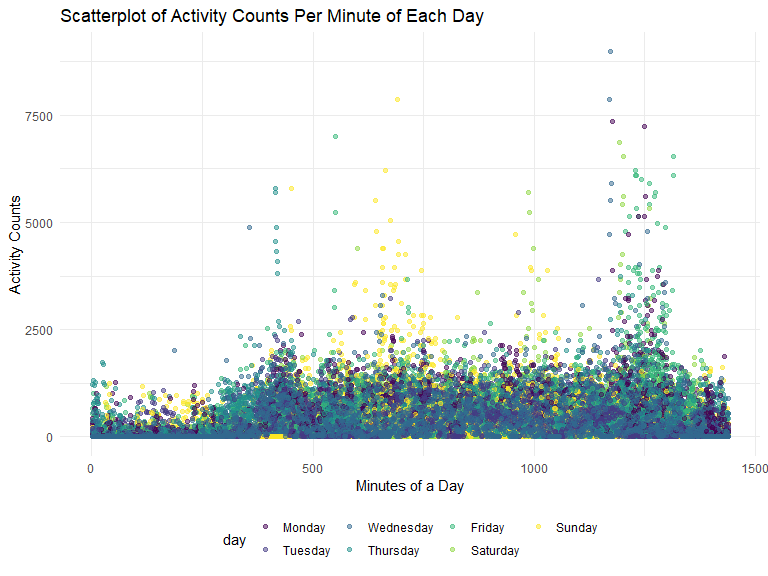 Scatterplot of Activity Counts Per Minute of Each Day
Activity Counts
7500
5000
2500
0
0 500 1000 1500
Minutes of a Day
day
Monday Wednesday Friday Sunday
Tuesday Thursday Saturday